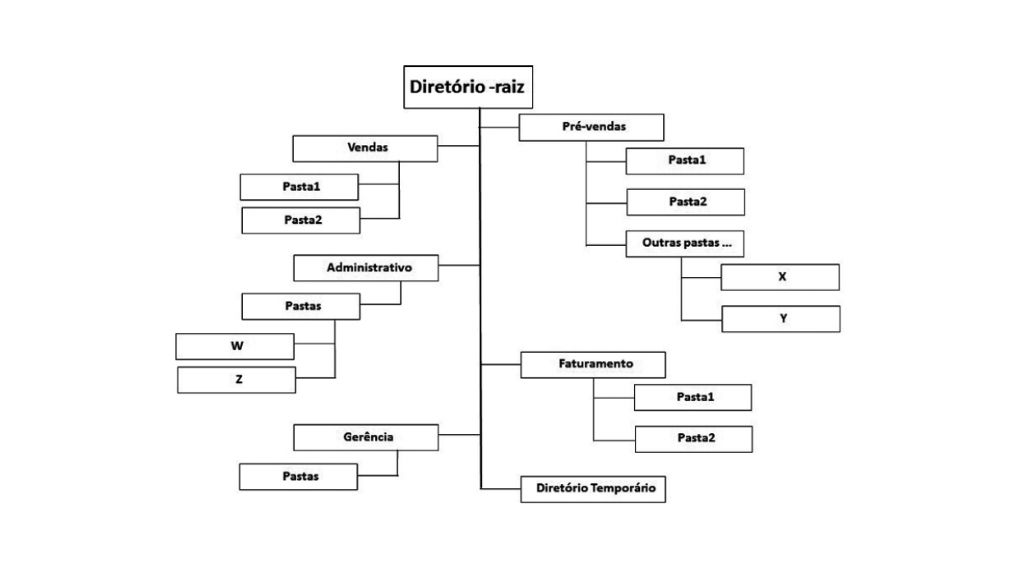 Diretório -raiz
Pré-vendas
Vendas
Pasta1
Pasta1
Pasta2
Pasta2
Outras pastas ...
Administrativo
X
Pastas
Y
W
Faturamento
Z
Pasta1
Gerência
Pasta2
Pastas
Diretório Temporário